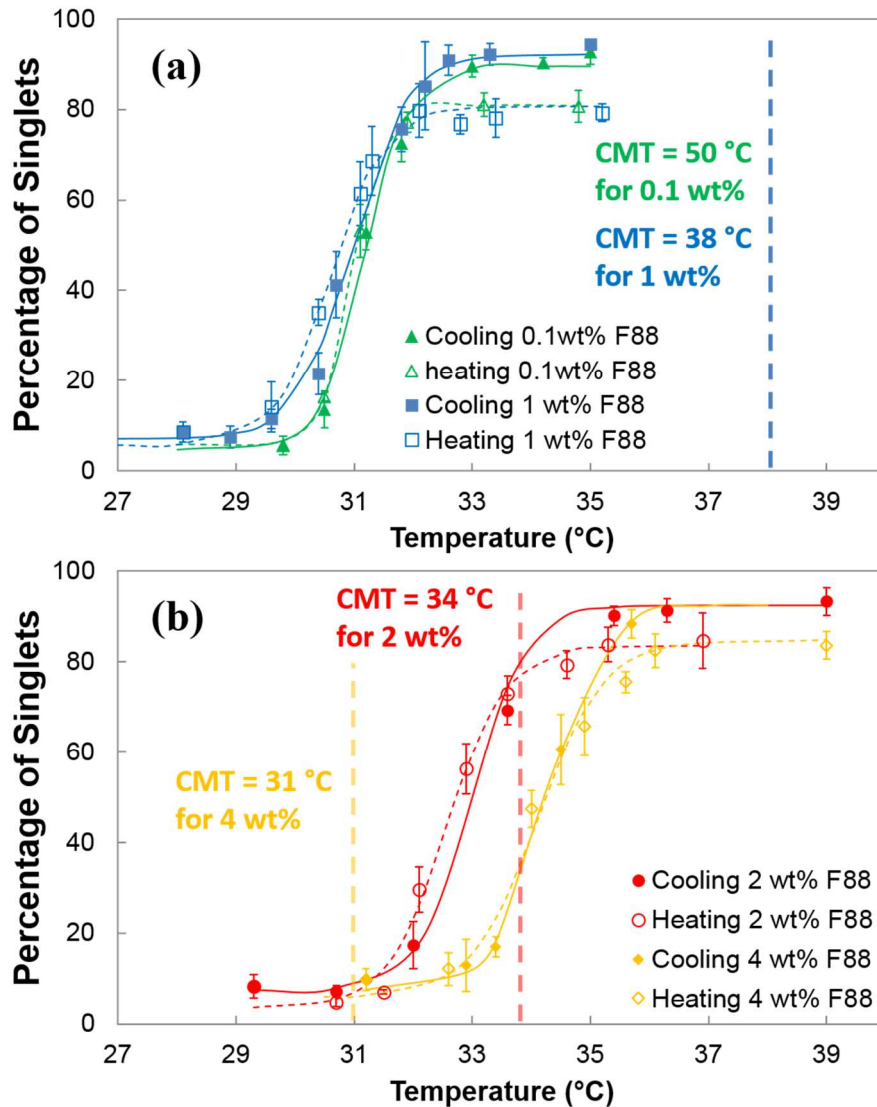 (a)
Percentage of Singlets
100
80
60
40
20
0
CMT = 50 °C
for 0.1 wt%
CMT = 38 °C
for 1 wt%
Cooling 0.1wt% F88
heating 0.1wt% F88
Cooling 1 wt% F88
Heating 1 wt% F88
27 29 31 33 35 37 39
Temperature (°C)
(b)
Percentage of Singlets
100
80
60
40
20
0
CMT = 34 °C
for 2 wt%
CMT = 31 °C
for 4 wt%
Cooling 2 wt% F88
Heating 2 wt% F88
Cooling 4 wt% F88
Heating 4 wt% F88
27 29 31 33 35 37 39
Temperature (°C)